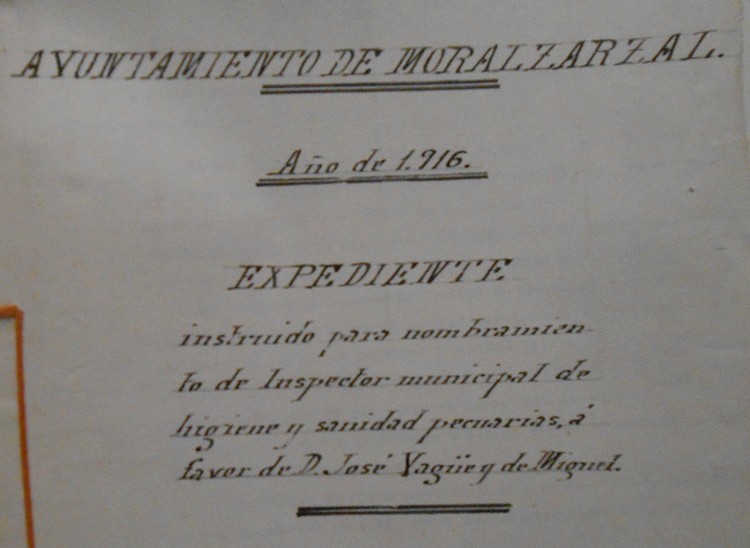 AYUNTAMIENTO DE MORALZARZAL.
Año de 1.916.
EXPEDIENTE
instruido para nombramien-
to de Inspector municipal de
higiene y sanidad pecuarias, á
favor de D. José Yagüe y de Miguel.